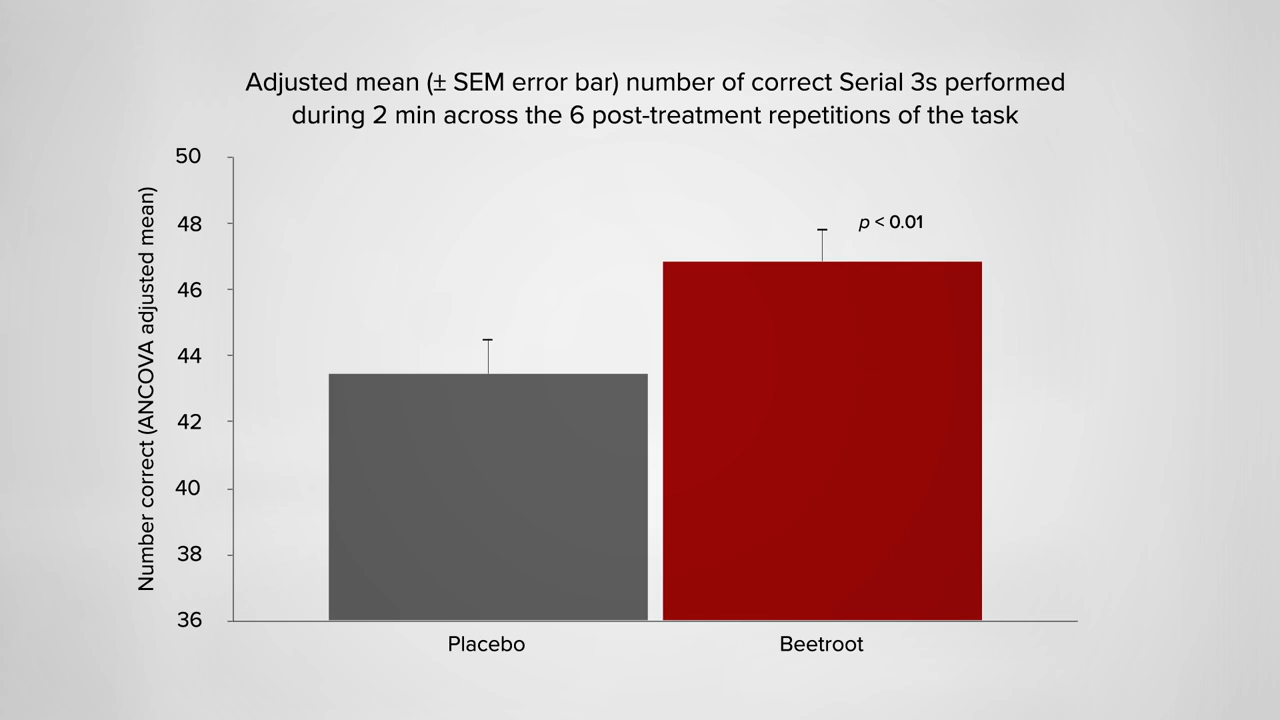 Adjusted mean (± SEM error bar) number of correct Serial 3s performed
during 2 min across the 6 post-treatment repetitions of the task
Number correct (ANCOVA adjusted mean)
50
48
46
44
42
40
38
36
p < 0.01
Placebo
Beetroot